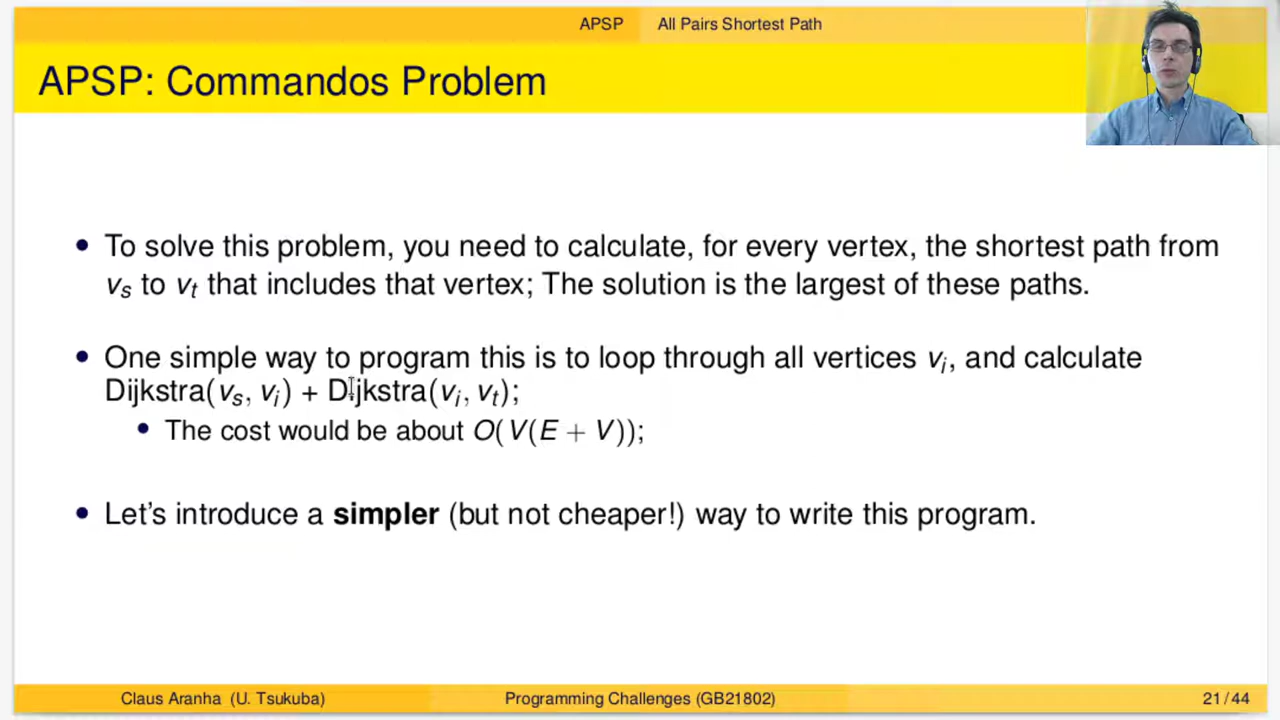 APSP All Pairs Shortest Path
APSP: Commandos Problem
• To solve this problem, you need to calculate, for every vertex, the shortest path from
vₛ to vₜ that includes that vertex; The solution is the largest of these paths.
• One simple way to program this is to loop through all vertices vᵢ, and calculate
Dijkstra(vₛ, vᵢ) + Dijkstra(vᵢ, vₜ);
• The cost would be about O(V(E + V));
• Let's introduce a simpler (but not cheaper!) way to write this program.
Claus Aranha (U. Tsukuba) Programming Challenges (GB21802) 21 / 44